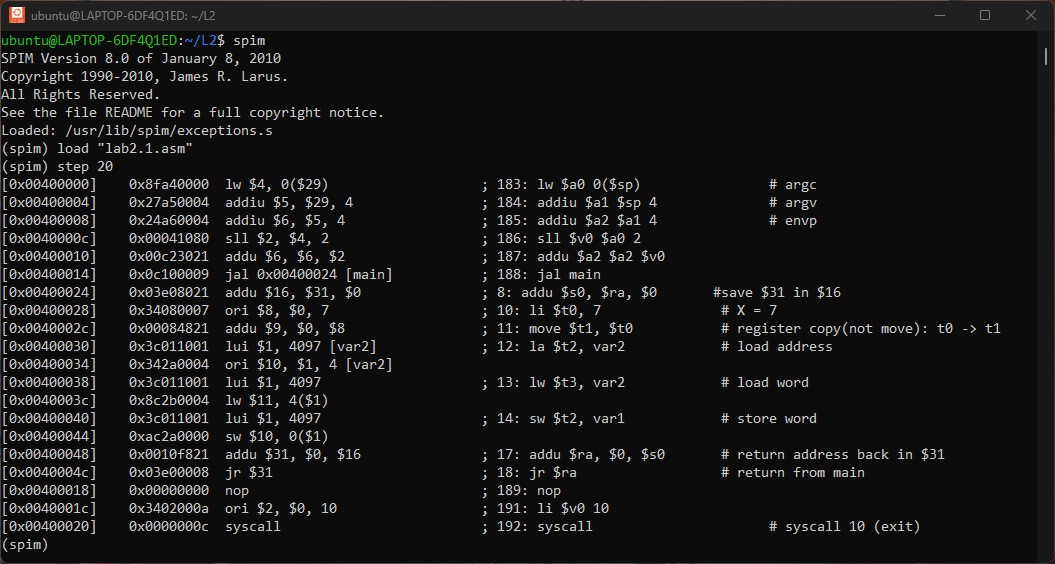 ubuntu@LAPTOP-6DF4Q1ED: ~/L2
ubuntu@LAPTOP-6DF4Q1ED:~/L2$ spim
SPIM Version 8.0 of January 8, 2010
Copyright 1990-2010, James R. Larus.
All Rights Reserved.
See the file README for a full copyright notice.
Loaded: /usr/lib/spim/exceptions.s
(spim) load "lab2.1.asm"
(spim) step 20
[0x00400000]    0x8fa40000  lw $4, 0($29)                   ; 183: lw $a0 0($sp)                # argc
[0x00400004]    0x27a50004  addiu $5, $29, 4                ; 184: addiu $a1 $sp 4              # argv
[0x00400008]    0x24a60004  addiu $6, $5, 4                 ; 185: addiu $a2 $a1 4              # envp
[0x0040000c]    0x00041080  sll $2, $4, 2                   ; 186: sll $v0 $a0 2
[0x00400010]    0x00c23021  addu $6, $6, $2                 ; 187: addu $a2 $a2 $v0
[0x00400014]    0x0c100009  jal 0x00400024 [main]           ; 188: jal main
[0x00400024]    0x03e08021  addu $16, $31, $0               ; 8: addu $s0, $ra, $0       #save $31 in $16
[0x00400028]    0x34080007  ori $8, $0, 7                   ; 10: li $t0, 7               # X = 7
[0x0040002c]    0x00084821  addu $9, $0, $8                 ; 11: move $t1, $t0           # register copy(not move): t0 -> t1
[0x00400030]    0x3c011001  lui $1, 4097 [var2]             ; 12: la $t2, var2            # load address
[0x00400034]    0x342a0004  ori $10, $1, 4 [var2]
[0x00400038]    0x3c011001  lui $1, 4097                    ; 13: lw $t3, var2            # load word
[0x0040003c]    0x8c2b0004  lw $11, 4($1)
[0x00400040]    0x3c011001  lui $1, 4097                    ; 14: sw $t2, var1            # store word
[0x00400044]    0xac2a0000  sw $10, 0($1)
[0x00400048]    0x0010f821  addu $31, $0, $16               ; 17: addu $ra, $0, $s0       # return address back in $31
[0x0040004c]    0x03e00008  jr $31                          ; 18: jr $ra                  # return from main
[0x00400018]    0x00000000  nop                             ; 189: nop
[0x0040001c]    0x3402000a  ori $2, $0, 10                  ; 191: li $v0 10
[0x00400020]    0x0000000c  syscall                         ; 192: syscall                      # syscall 10 (exit)
(spim)